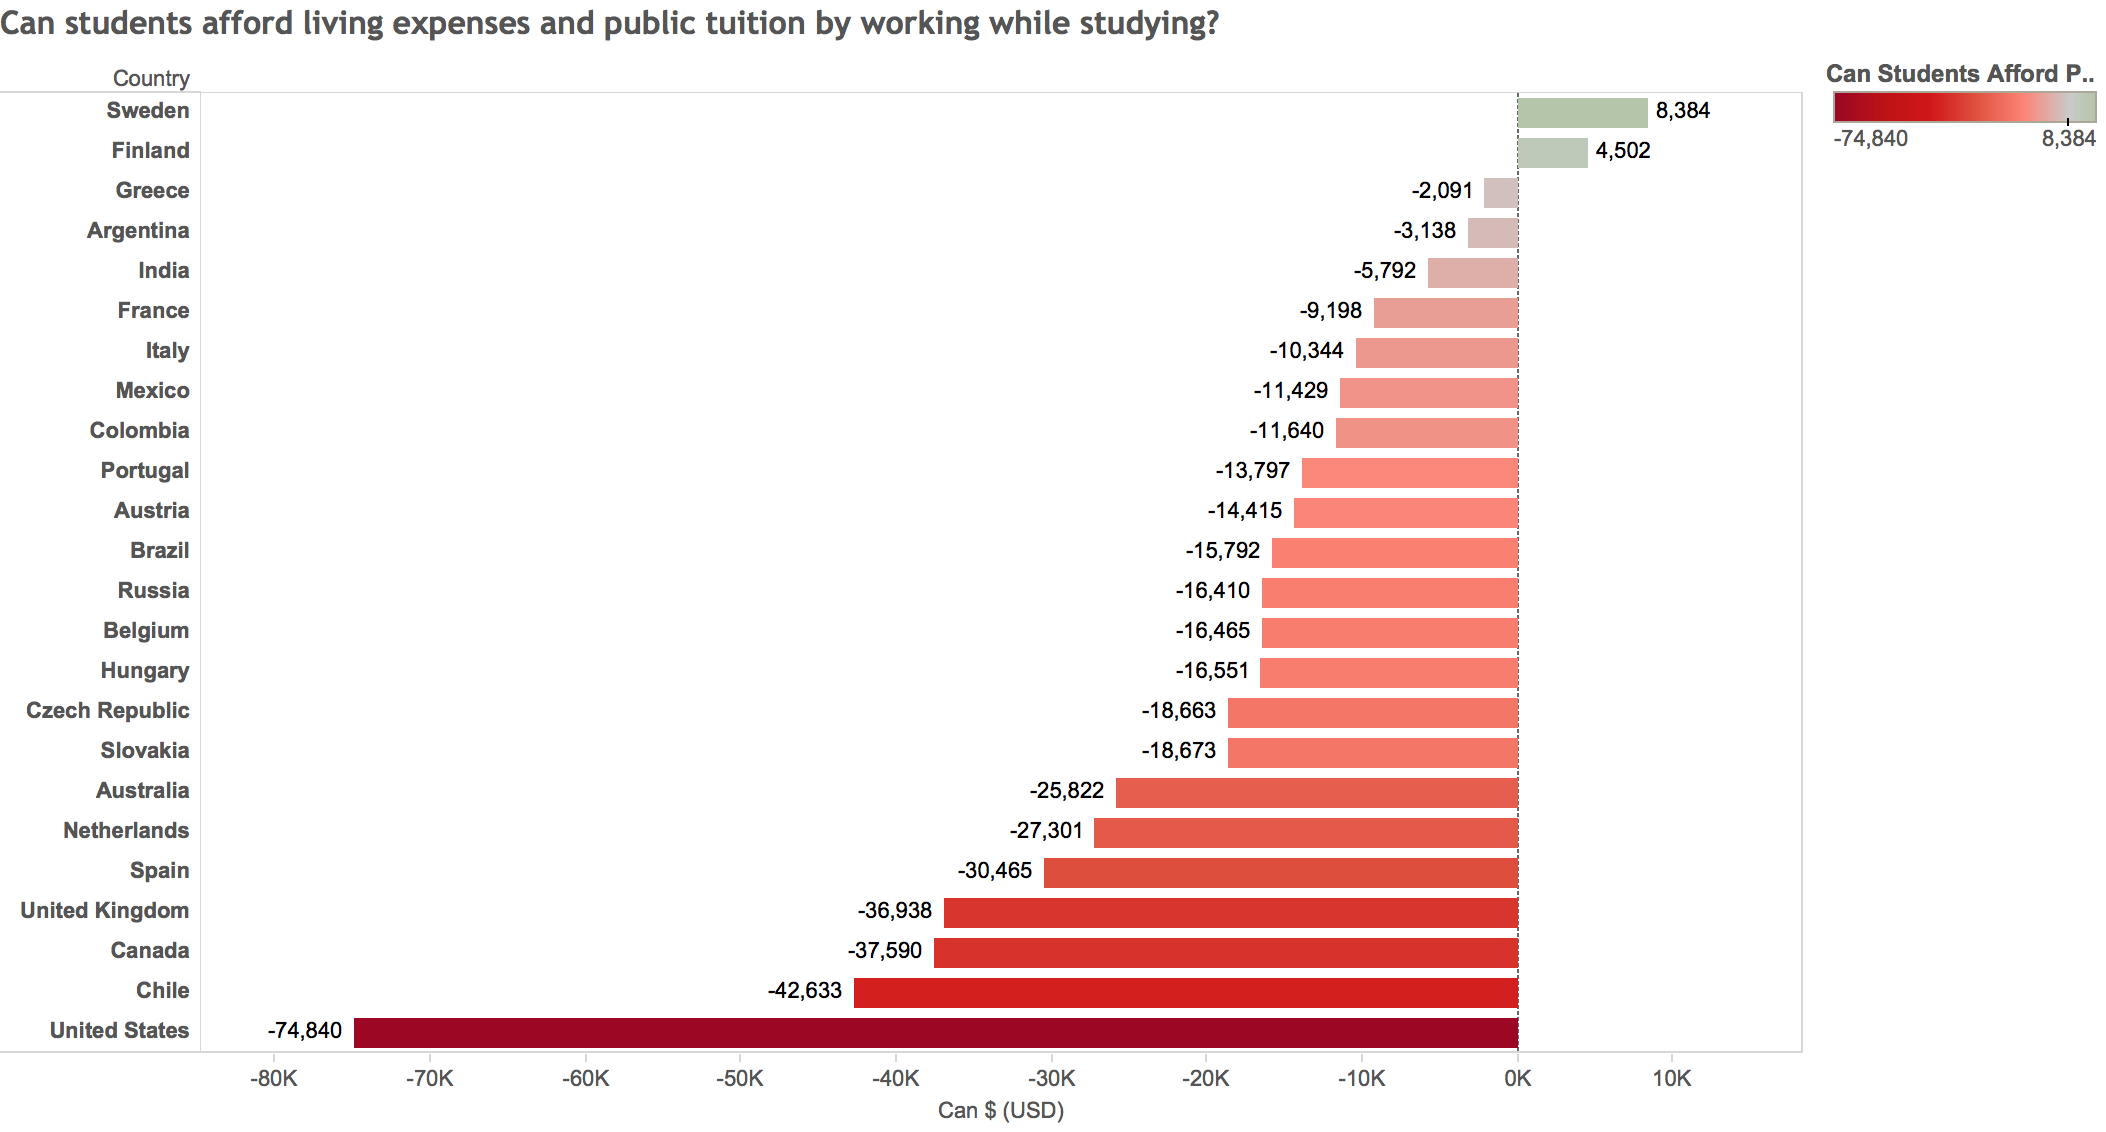 Can students afford living expenses and public tuition by working while studying?
Country
Can Students Afford P..
-74,840 8,384
Sweden 8,384
Finland 4,502
Greece -2,091
Argentina -3,138
India -5,792
France -9,198
Italy -10,344
Mexico -11,429
Colombia -11,640
Portugal -13,797
Austria -14,415
Brazil -15,792
Russia -16,410
Belgium -16,465
Hungary -16,551
Czech Republic -18,663
Slovakia -18,673
Australia -25,822
Netherlands -27,301
Spain -30,465
United Kingdom -36,938
Canada -37,590
Chile -42,633
United States -74,840
-80K -70K -60K -50K -40K -30K -20K -10K 0K 10K
Can $ (USD)